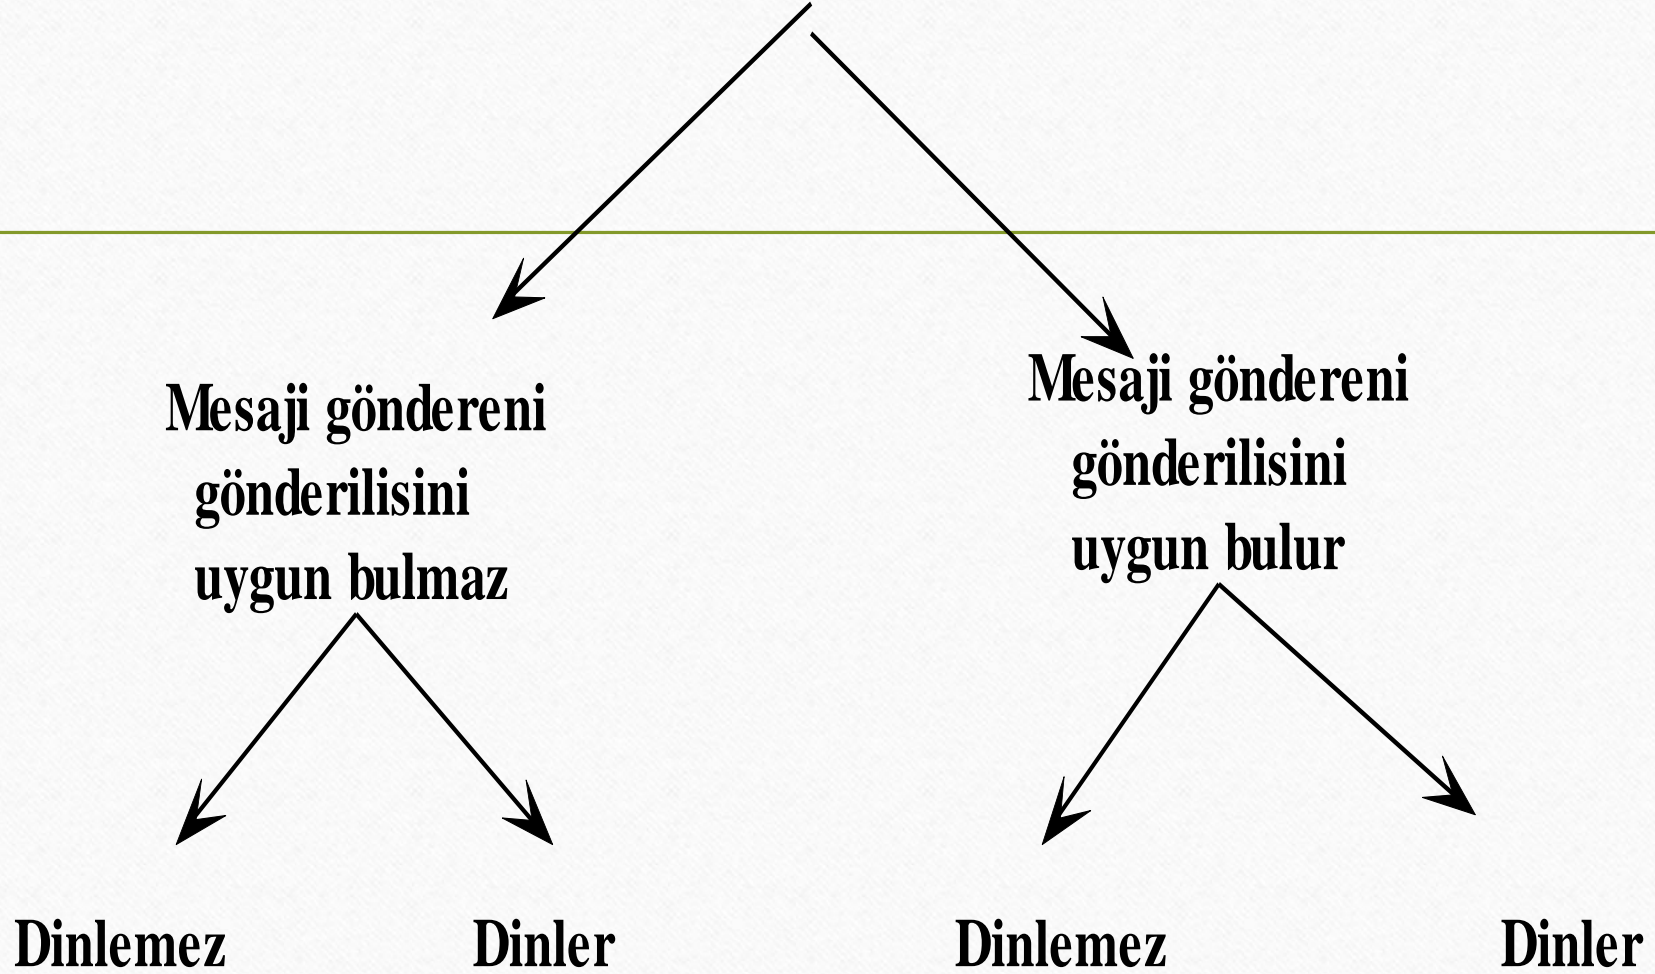 Mesaji göndereni
gönderilisini
uygun bulmaz
Mesaji göndereni
gönderilisini
uygun bulur
Dinlemez
Dinler
Dinlemez
Dinler